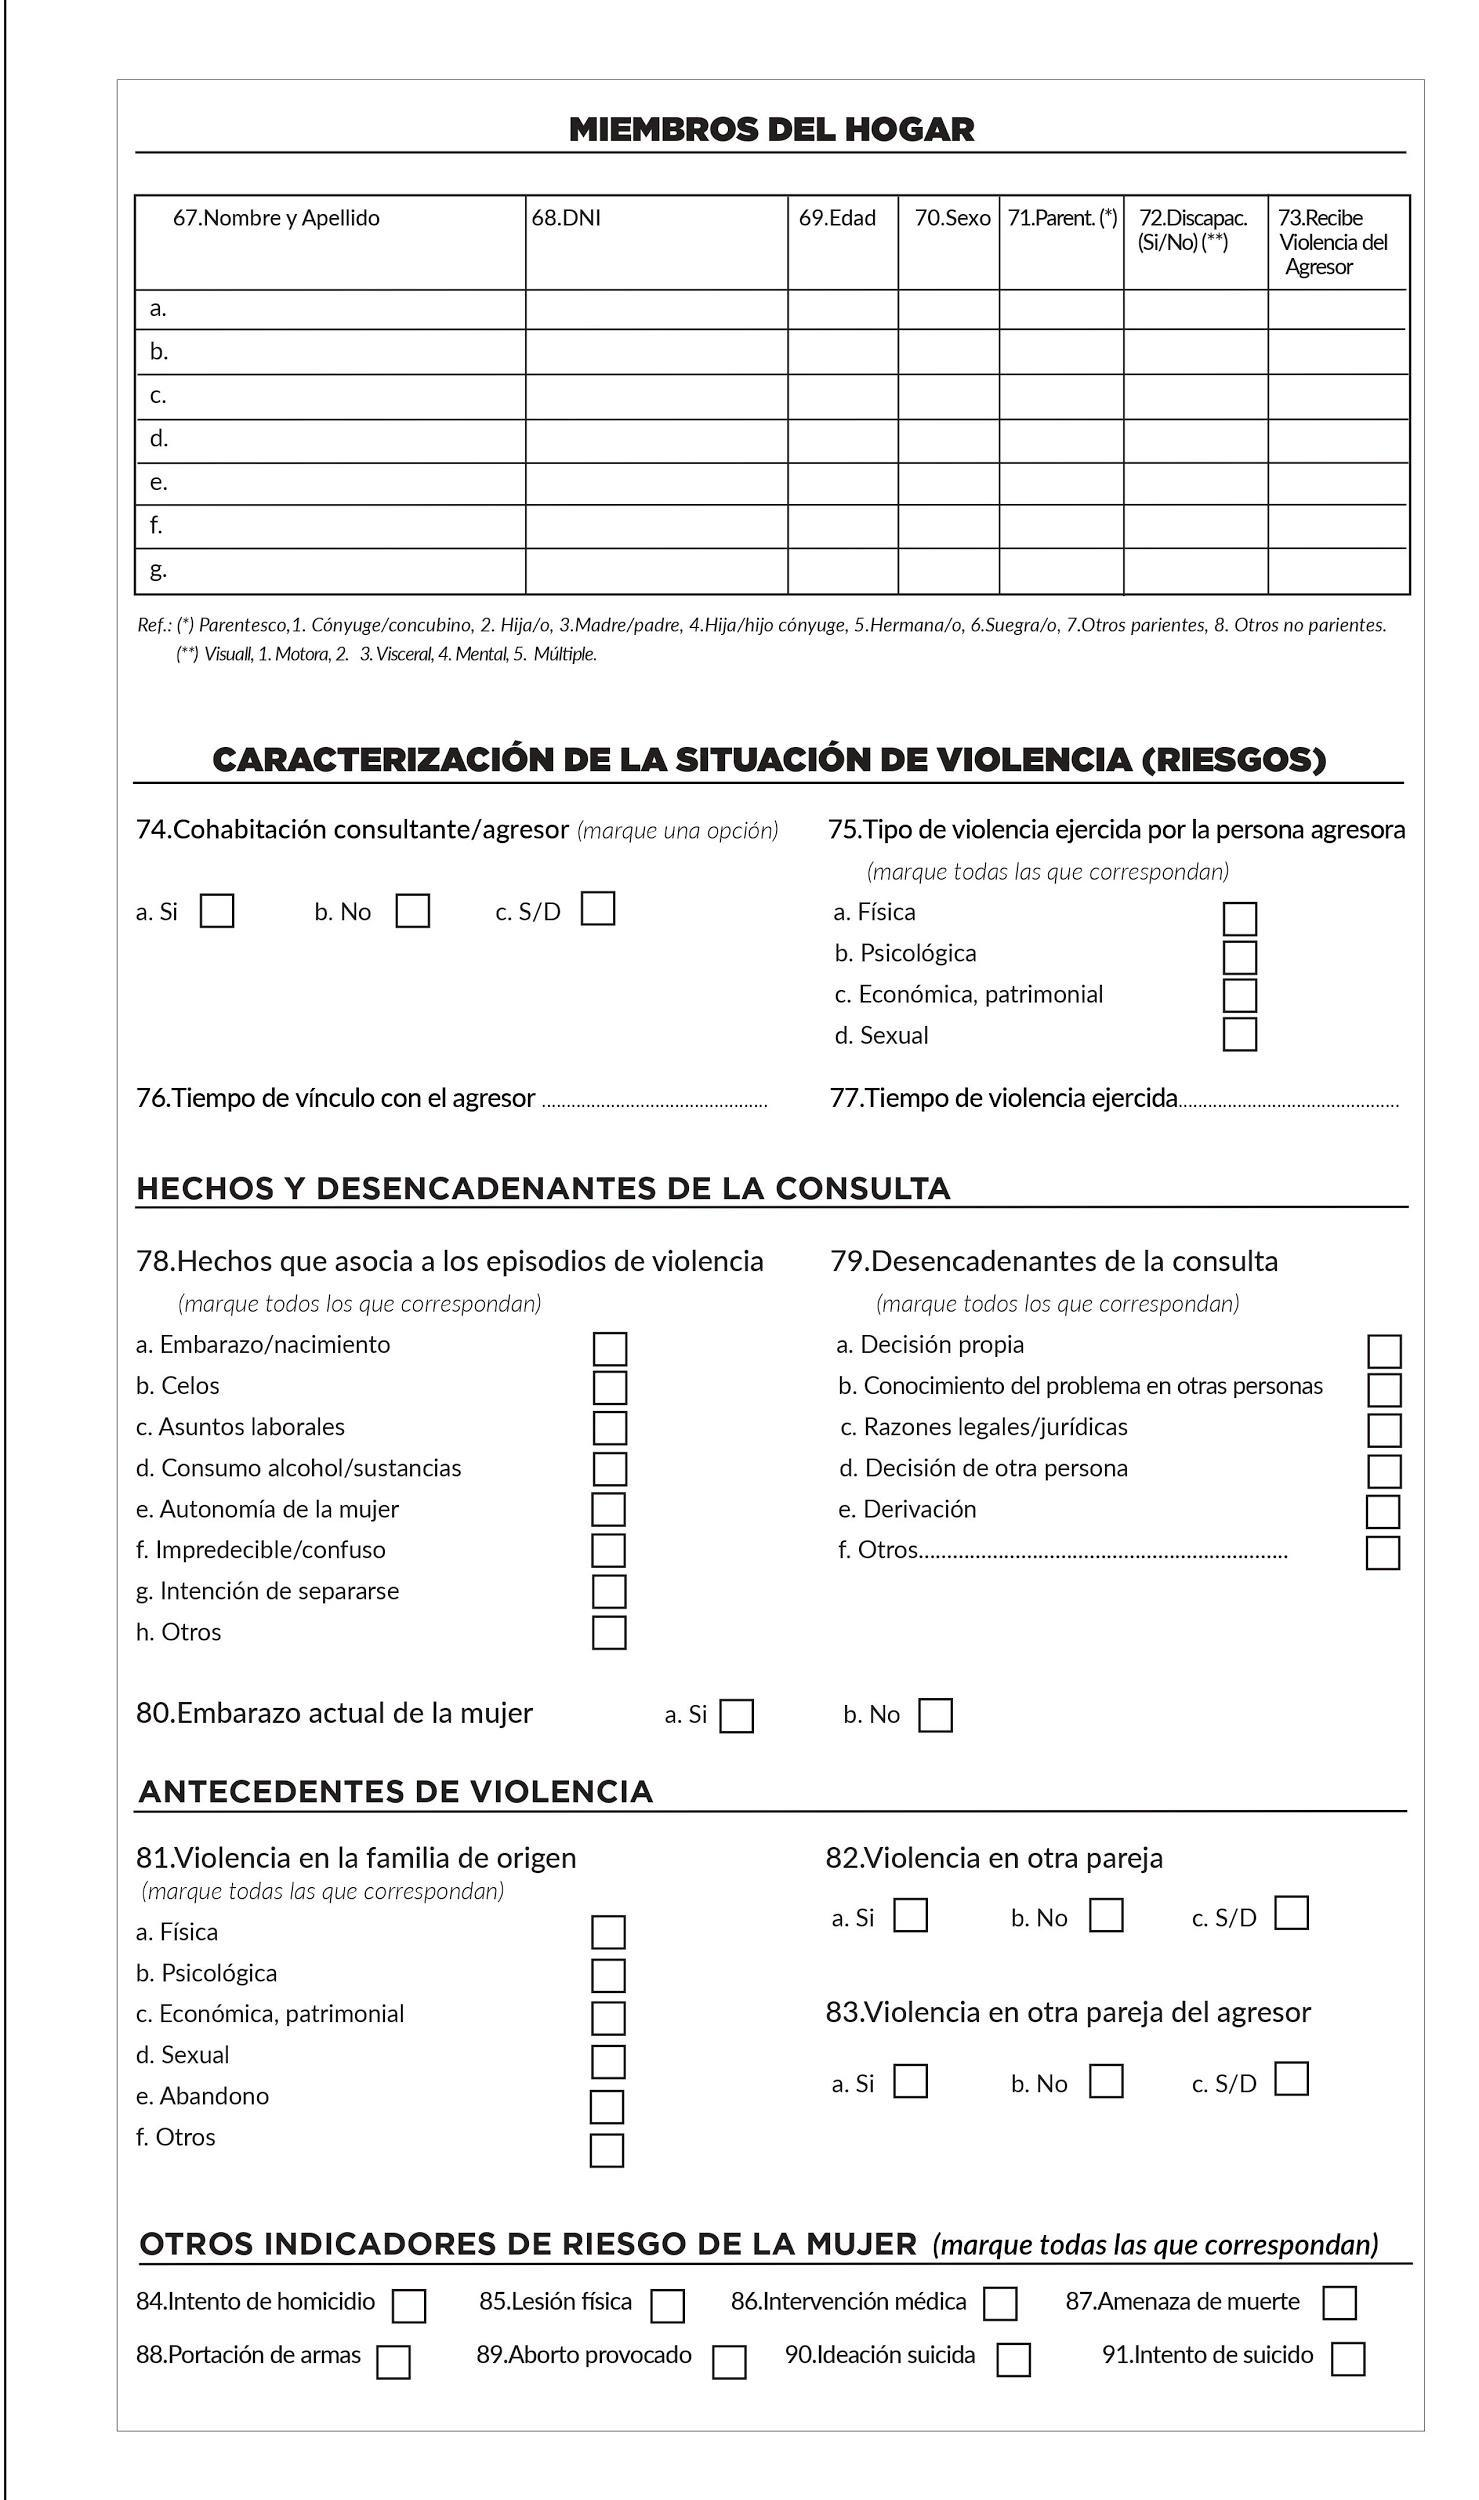 MIEMBROS DEL HOGAR
67.Nombre y Apellido 68.DNI 69.Edad 70.Sexo 71.Parent. (*) 72.Discapac. (Si/No) (**) 73.Recibe Violencia del Agresor
a.
b.
c.
d.
e.
f.
g.
Ref.: (*) Parentesco,1. Cónyuge/concubino, 2. Hija/o, 3.Madre/padre, 4.Hija/hijo cónyuge, 5.Hermana/o, 6.Suegra/o, 7.Otros parientes, 8. Otros no parientes.
(**) Visuall, 1. Motora, 2. 3. Visceral, 4. Mental, 5. Múltiple.
CARACTERIZACIÓN DE LA SITUACIÓN DE VIOLENCIA (RIESGOS)
74.Cohabitación consultante/agresor (marque una opción)
a. Si b. No c. S/D
75.Tipo de violencia ejercida por la persona agresora
(marque todas las que correspondan)
a. Física
b. Psicológica
c. Económica, patrimonial
d. Sexual
76.Tiempo de vínculo con el agresor ..............................................
77.Tiempo de violencia ejercida.............................................
HECHOS Y DESENCADENANTES DE LA CONSULTA
78.Hechos que asocia a los episodios de violencia
(marque todos los que correspondan)
a. Embarazo/nacimiento
b. Celos
c. Asuntos laborales
d. Consumo alcohol/sustancias
e. Autonomía de la mujer
f. Impredecible/confuso
g. Intención de separarse
h. Otros
79.Desencadenantes de la consulta
(marque todos los que correspondan)
a. Decisión propia
b. Conocimiento del problema en otras personas
c. Razones legales/jurídicas
d. Decisión de otra persona
e. Derivación
f. Otros.................................................................
80.Embarazo actual de la mujer a. Si b. No
ANTECEDENTES DE VIOLENCIA
81.Violencia en la familia de origen
(marque todas las que correspondan)
a. Física
b. Psicológica
c. Económica, patrimonial
d. Sexual
e. Abandono
f. Otros
82.Violencia en otra pareja
a. Si b. No c. S/D
83.Violencia en otra pareja del agresor
a. Si b. No c. S/D
OTROS INDICADORES DE RIESGO DE LA MUJER (marque todas las que correspondan)
84.Intento de homicidio 85.Lesión física 86.Intervención médica 87.Amenaza de muerte
88.Portación de armas 89.Aborto provocado 90.Ideación suicida 91.Intento de suicido